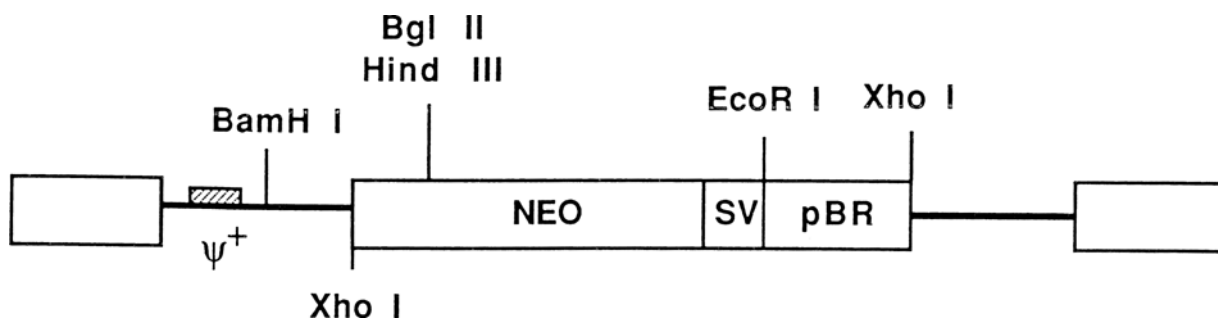 Bgl II
Hind III
BamH I
EcoR I
Xho I
NEO
SV
pBR
ψ+
Xho I